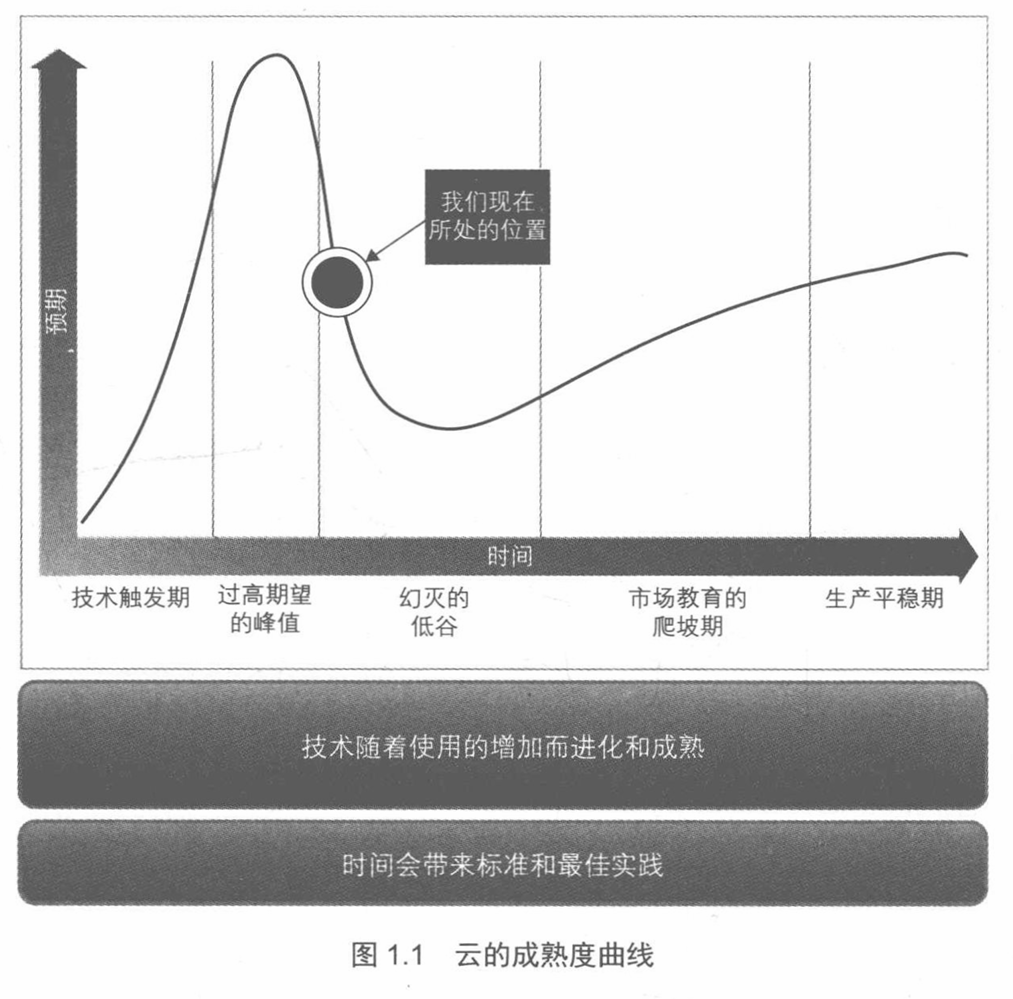 我们现在
所处的位置
预期
时间
技术触发期
过高期望
的峰值
幻灭的
低谷
市场教育的
爬坡期
生产平稳期
技术随着使用的增加而进化和成熟
时间会带来标准和最佳实践
图 1.1 云的成熟度曲线